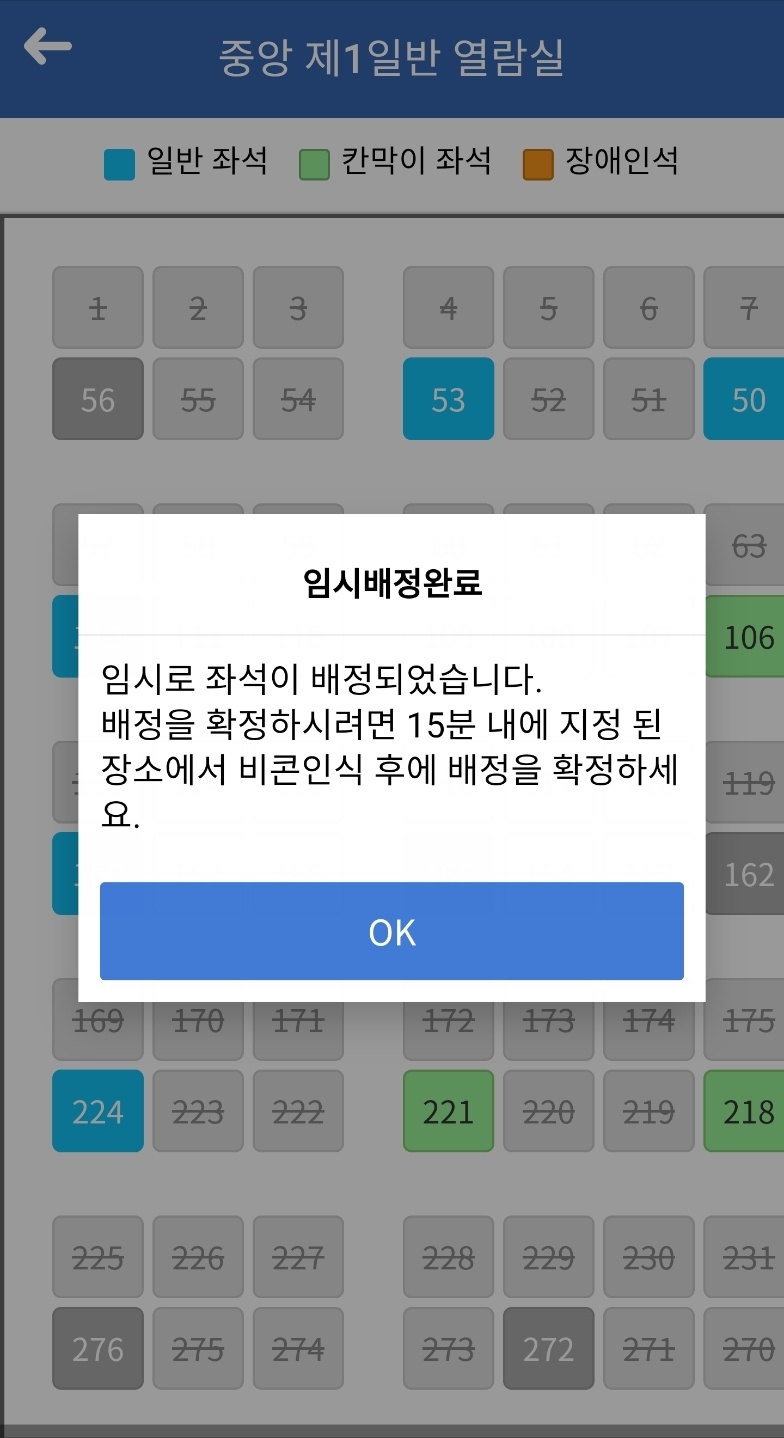 중앙 제1일반 열람실
일반 좌석 칸막이 좌석 장애인석
1 2 3 4 5 6 7
56 55 54 53 52 51 50
63
임시배정완료
106
임시로 좌석이 배정되었습니다.
배정을 확정하시려면 15분 내에 지정 된
장소에서 비콘인식 후에 배정을 확정하세
요.
119
162
OK
169 170 171 172 173 174 175
224 223 222 221 220 219 218
225 226 227 228 229 230 231
276 275 274 273 272 271 270